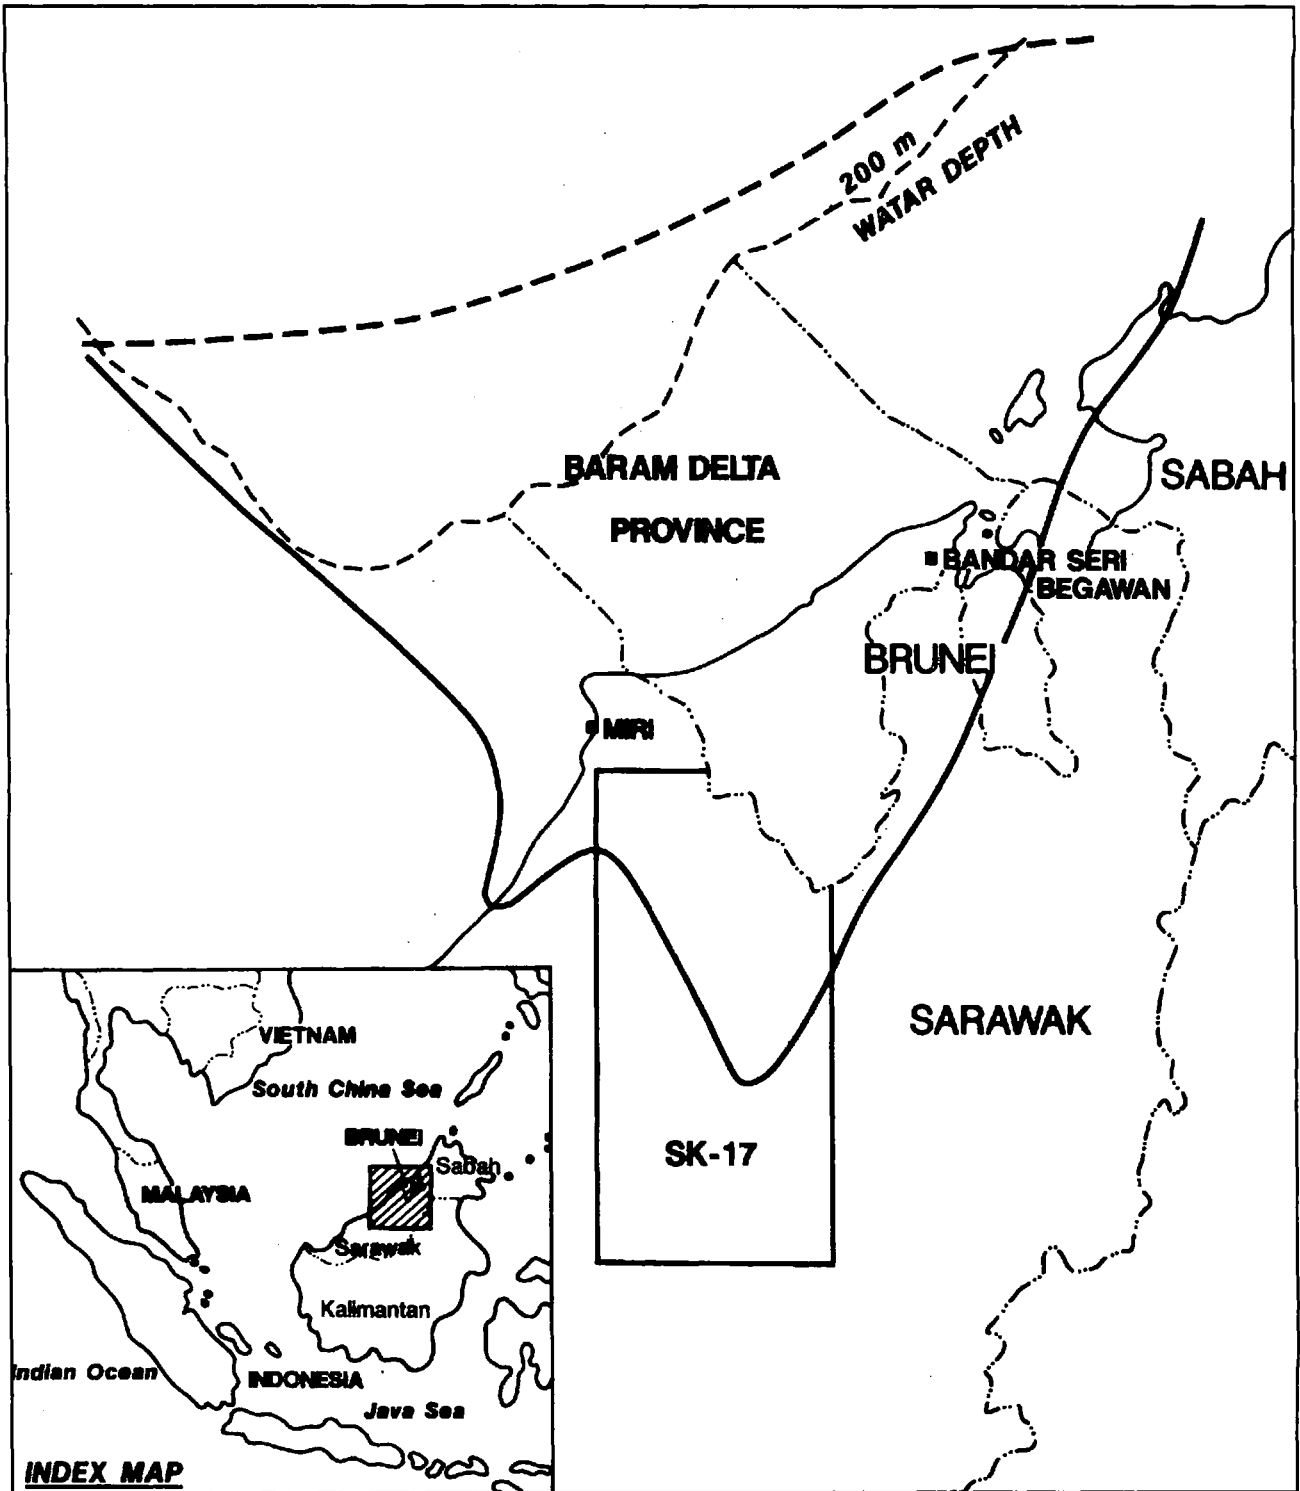 200 m
WATAR DEPTH
BARAM DELTA
PROVINCE
SABAH
BANDAR SERI
BEGAWAN
BRUNEI
MIRI
SARAWAK
SK-17
VIETNAM
South China Sea
BRUNEI
Sabah
MALAYSIA
Sarawak
Kalimantan
Indian Ocean
INDONESIA
Java Sea
INDEX MAP